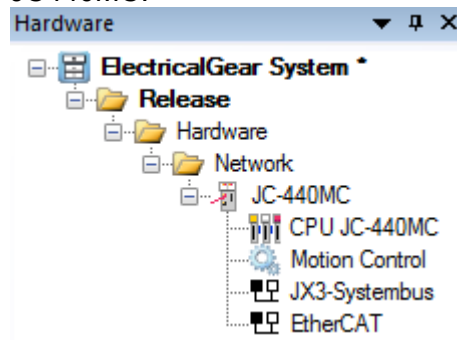 Hardware
ElectricalGear System *
Release
Hardware
Network
JC-440MC
CPU JC-440MC
Motion Control
JX3-Systembus
EtherCAT